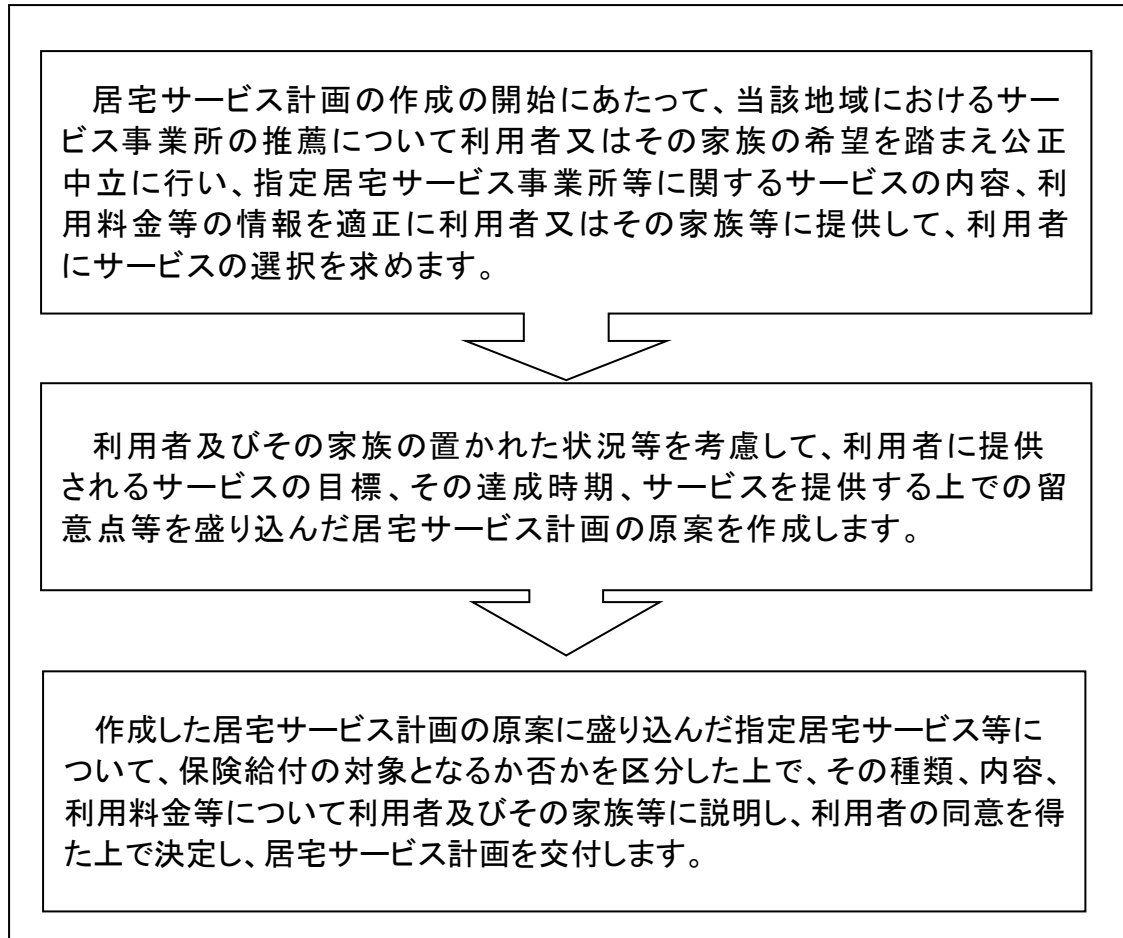 居宅サービス計画の作成の開始にあたって、当該地域におけるサー
ビス事業所の推薦について利用者又はその家族の希望を踏まえ公正
中立に行い、指定居宅サービス事業所等に関するサービスの内容、利
用料金等の情報を適正に利用者又はその家族等に提供して、利用者
にサービスの選択を求めます。
利用者及びその家族の置かれた状況等を考慮して、利用者に提供
されるサービスの目標、その達成時期、サービスを提供する上での留
意点等を盛り込んだ居宅サービス計画の原案を作成します。
作成した居宅サービス計画の原案に盛り込んだ指定居宅サービス等に
ついて、保険給付の対象となるか否かを区分した上で、その種類、内容、
利用料金等について利用者及びその家族等に説明し、利用者の同意を得
た上で決定し、居宅サービス計画を交付します。